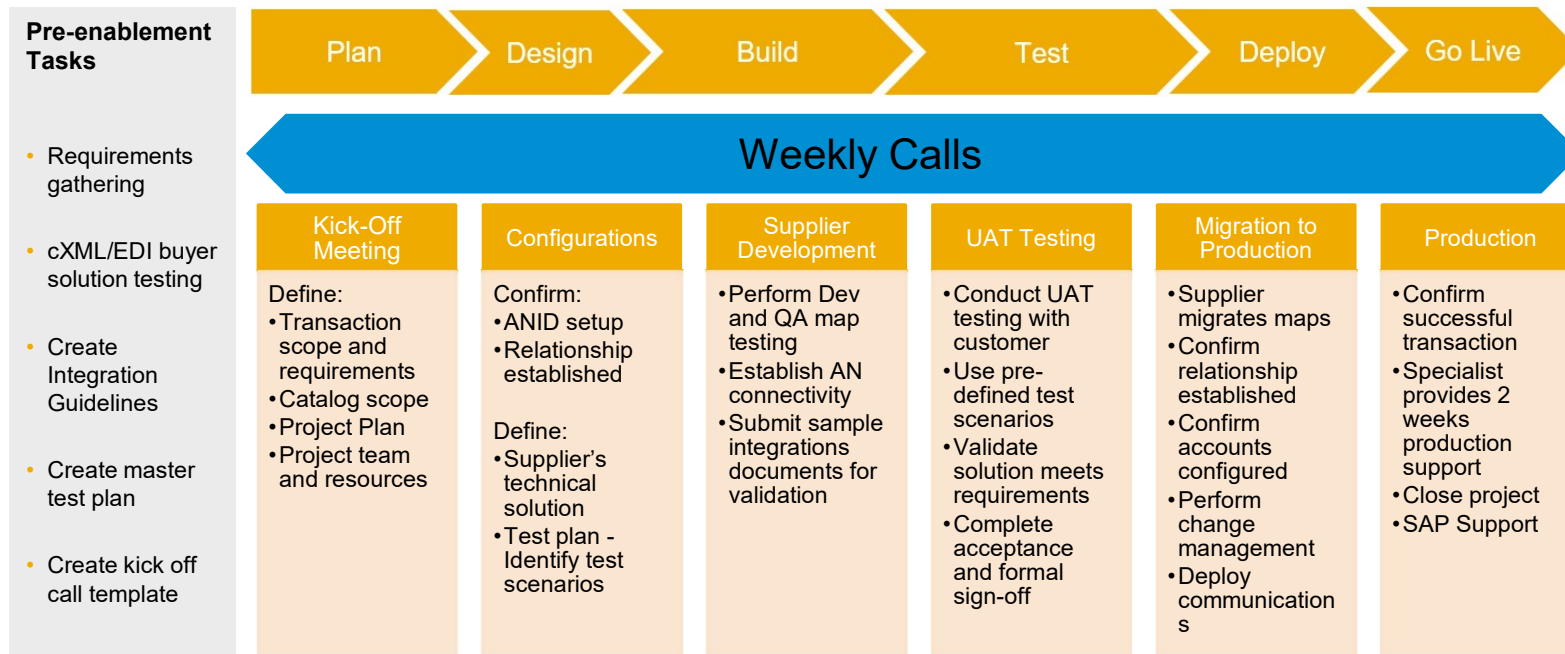 Pre-enablement
Tasks
• Requirements
gathering
• cXML/EDI buyer
solution testing
• Create
Integration
Guidelines
• Create master
test plan
• Create kick off
call template
Plan
Design
Build
Test
Deploy
Go Live
Weekly Calls
Kick-Off
Meeting
Define:
•Transaction
scope and
requirements
•Catalog scope
•Project Plan
•Project team
and resources
Configurations
Confirm:
•ANID setup
•Relationship
established
Define:
•Supplier's
technical
solution
•Test plan -
Identify test
scenarios
Supplier
Development
•Perform Dev
and QA map
testing
•Establish AN
connectivity
•Submit sample
integrations
documents for
validation
UAT Testing
•Conduct UAT
testing with
customer
•Use pre-
defined test
scenarios
•Validate
solution meets
requirements
•Complete
acceptance
and formal
sign-off
Migration to
Production
•Supplier
migrates maps
•Confirm
relationship
established
•Confirm
accounts
configured
•Perform
change
management
•Deploy
communication
s
Production
•Confirm
successful
transaction
•Specialist
provides 2
weeks
production
support
•Close project
•SAP Support